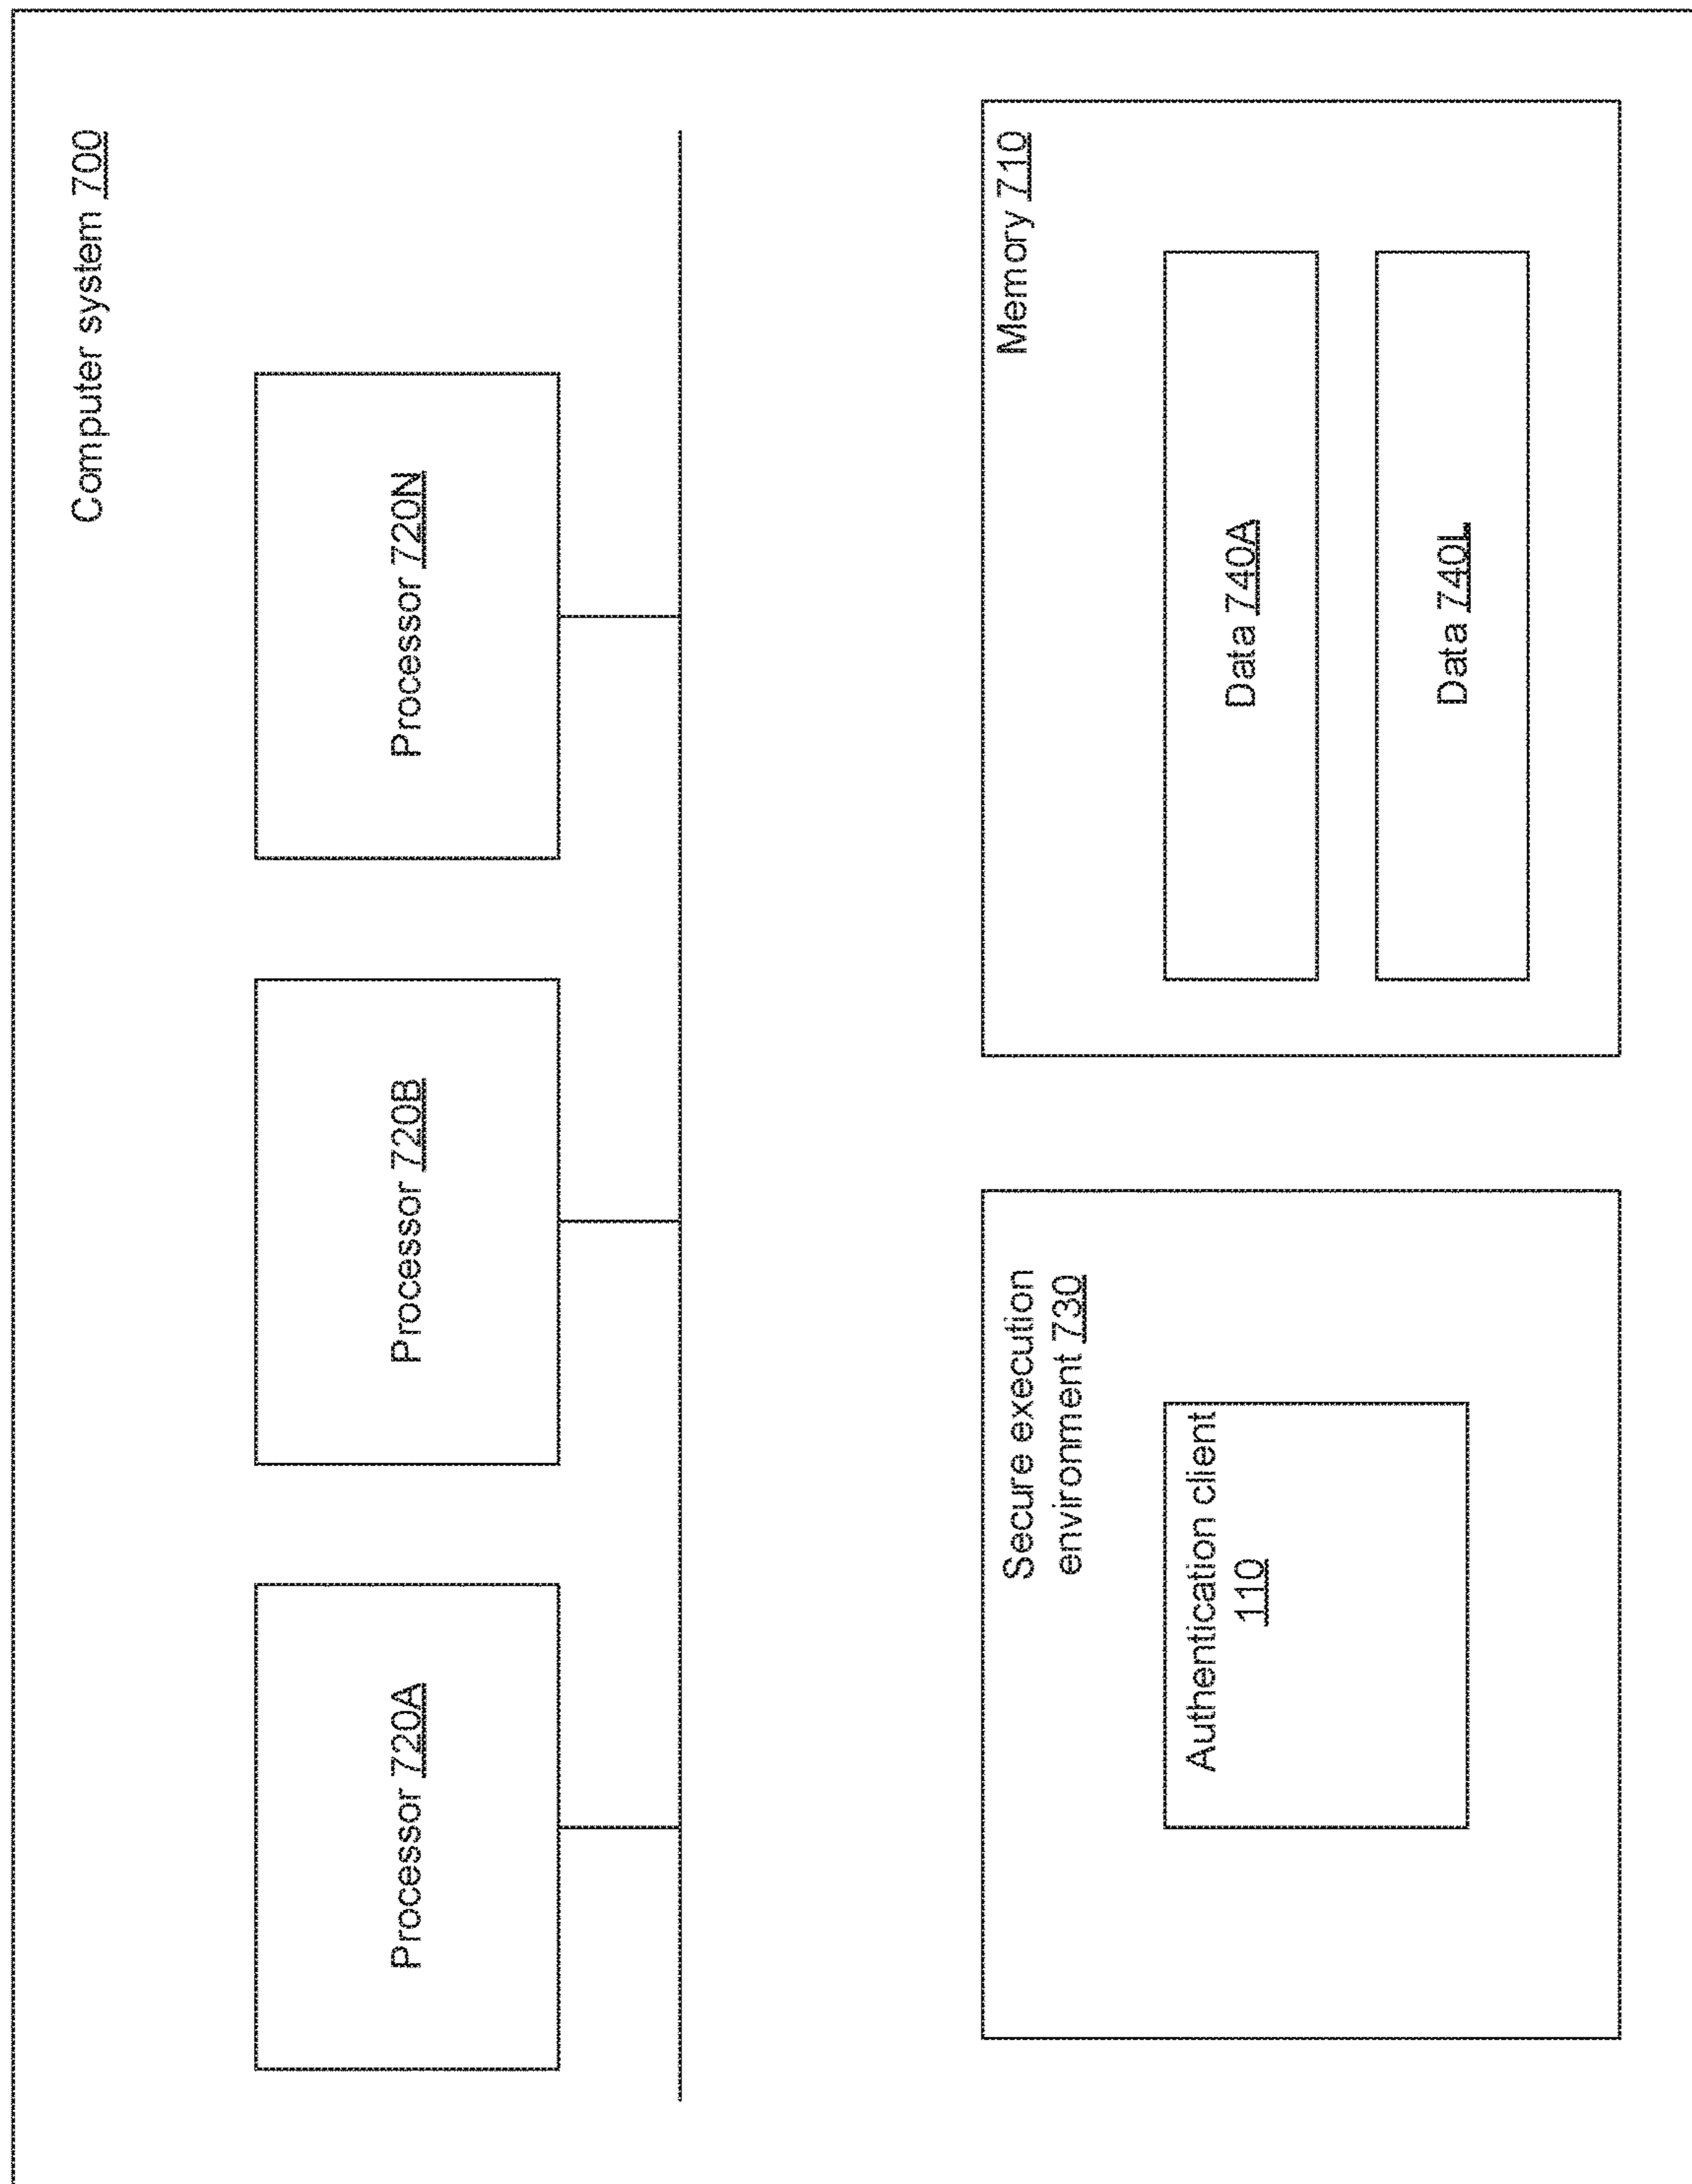 Computer system 700
Processor 720A
Processor 720B
Processor 720N
Secure execution
environment 730
Authentication client
110
Memory 710
Data 740A
Data 740L